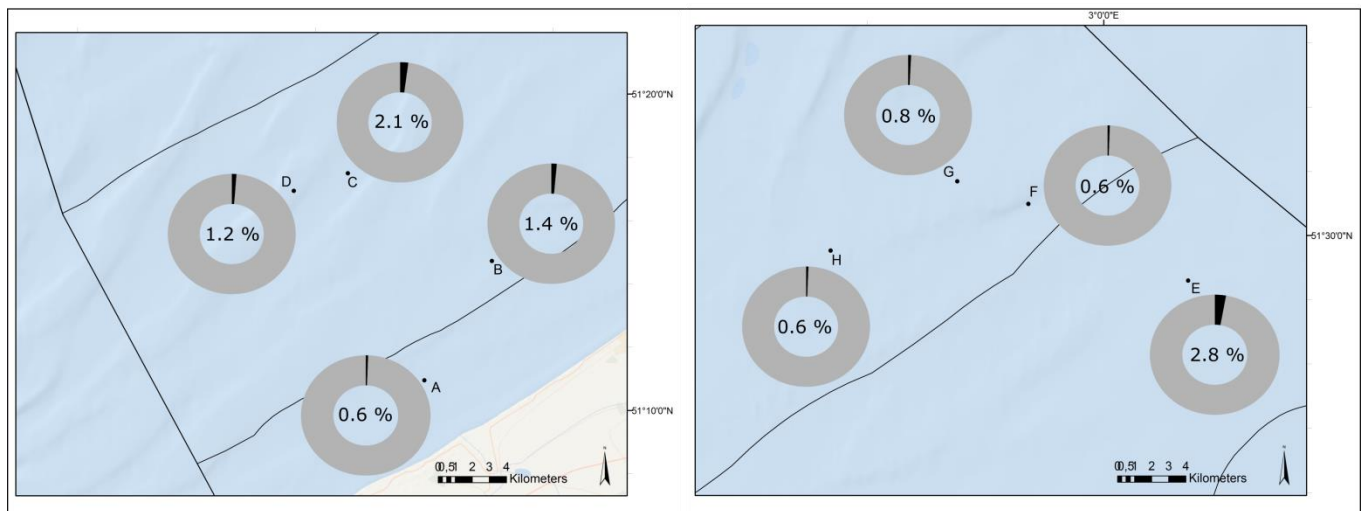 3°0'0"E
51°20'0"N
2.1 %
D
C
1.2 %
1.4 %
B
A
0.6 %
51°10'0"N
0 0,5 1 2 3 4
Kilometers
N
0.8 %
G
F
0.6 %
51°30'0"N
H
E
0.6 %
2.8 %
0 0,5 1 2 3 4
Kilometers
N